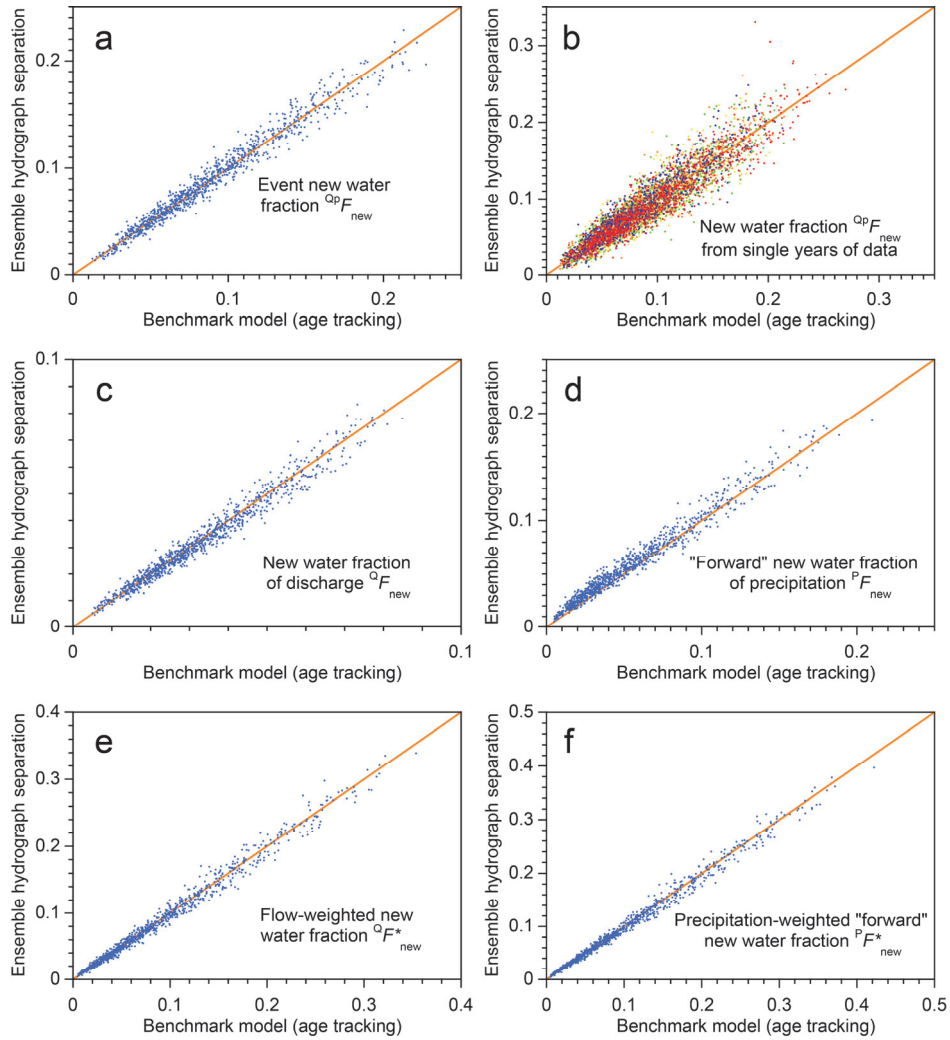 a
Ensemble hydrograph separation
0.2
0.1
0
0
0.1
0.2
Event new water
fraction QpFnew
Benchmark model (age tracking)
b
Ensemble hydrograph separation
0.3
0.2
0.1
0
0
0.1
0.2
0.3
New water fraction QpFnew
from single years of data
Benchmark model (age tracking)
c
Ensemble hydrograph separation
0.1
0
0
0.1
New water fraction
of discharge QFnew
Benchmark model (age tracking)
d
Ensemble hydrograph separation
0.2
0.1
0
0
0.1
0.2
"Forward" new water fraction
of precipitation PFnew
Benchmark model (age tracking)
e
Ensemble hydrograph separation
0.4
0.3
0.2
0.1
0
0
0.1
0.2
0.3
0.4
Flow-weighted new
water fraction QF*new
Benchmark model (age tracking)
f
Ensemble hydrograph separation
0.5
0.4
0.3
0.2
0.1
0
0
0.1
0.2
0.3
0.4
0.5
Precipitation-weighted "forward"
new water fraction PF*new
Benchmark model (age tracking)